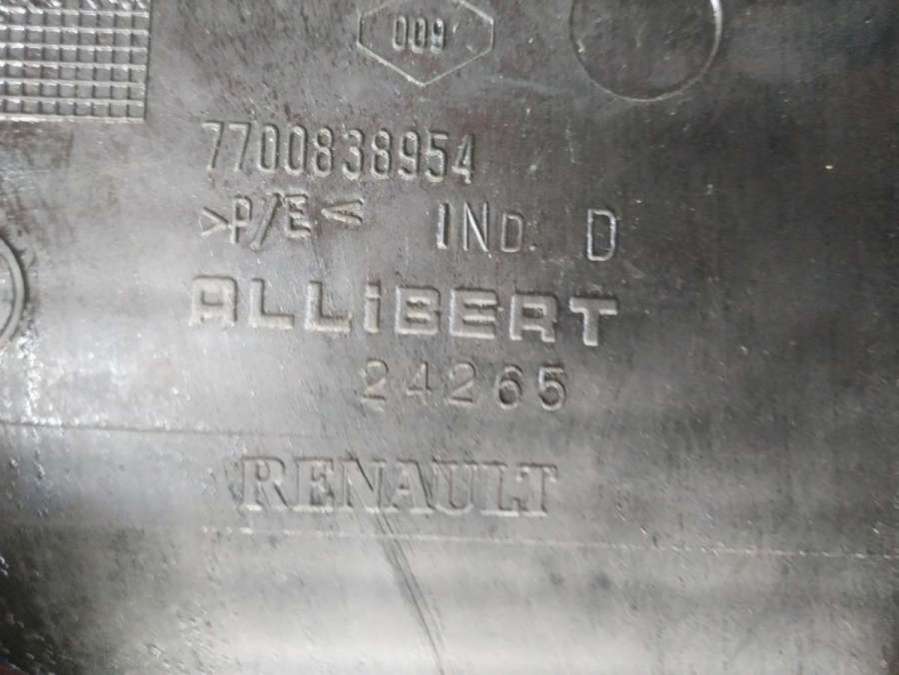 009
7700838954
>P/E< IND. D
ALLiBERT
24265
RENAULT